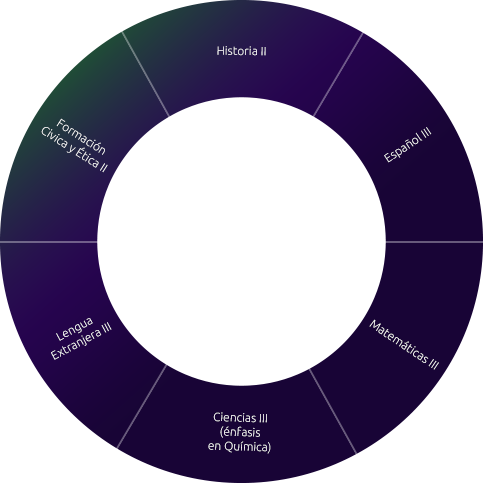 Historia II
Español III
Matemáticas III
Ciencias III
(énfasis
en Química)
Lengua
Extranjera III
Formación
Cívica y Ética II